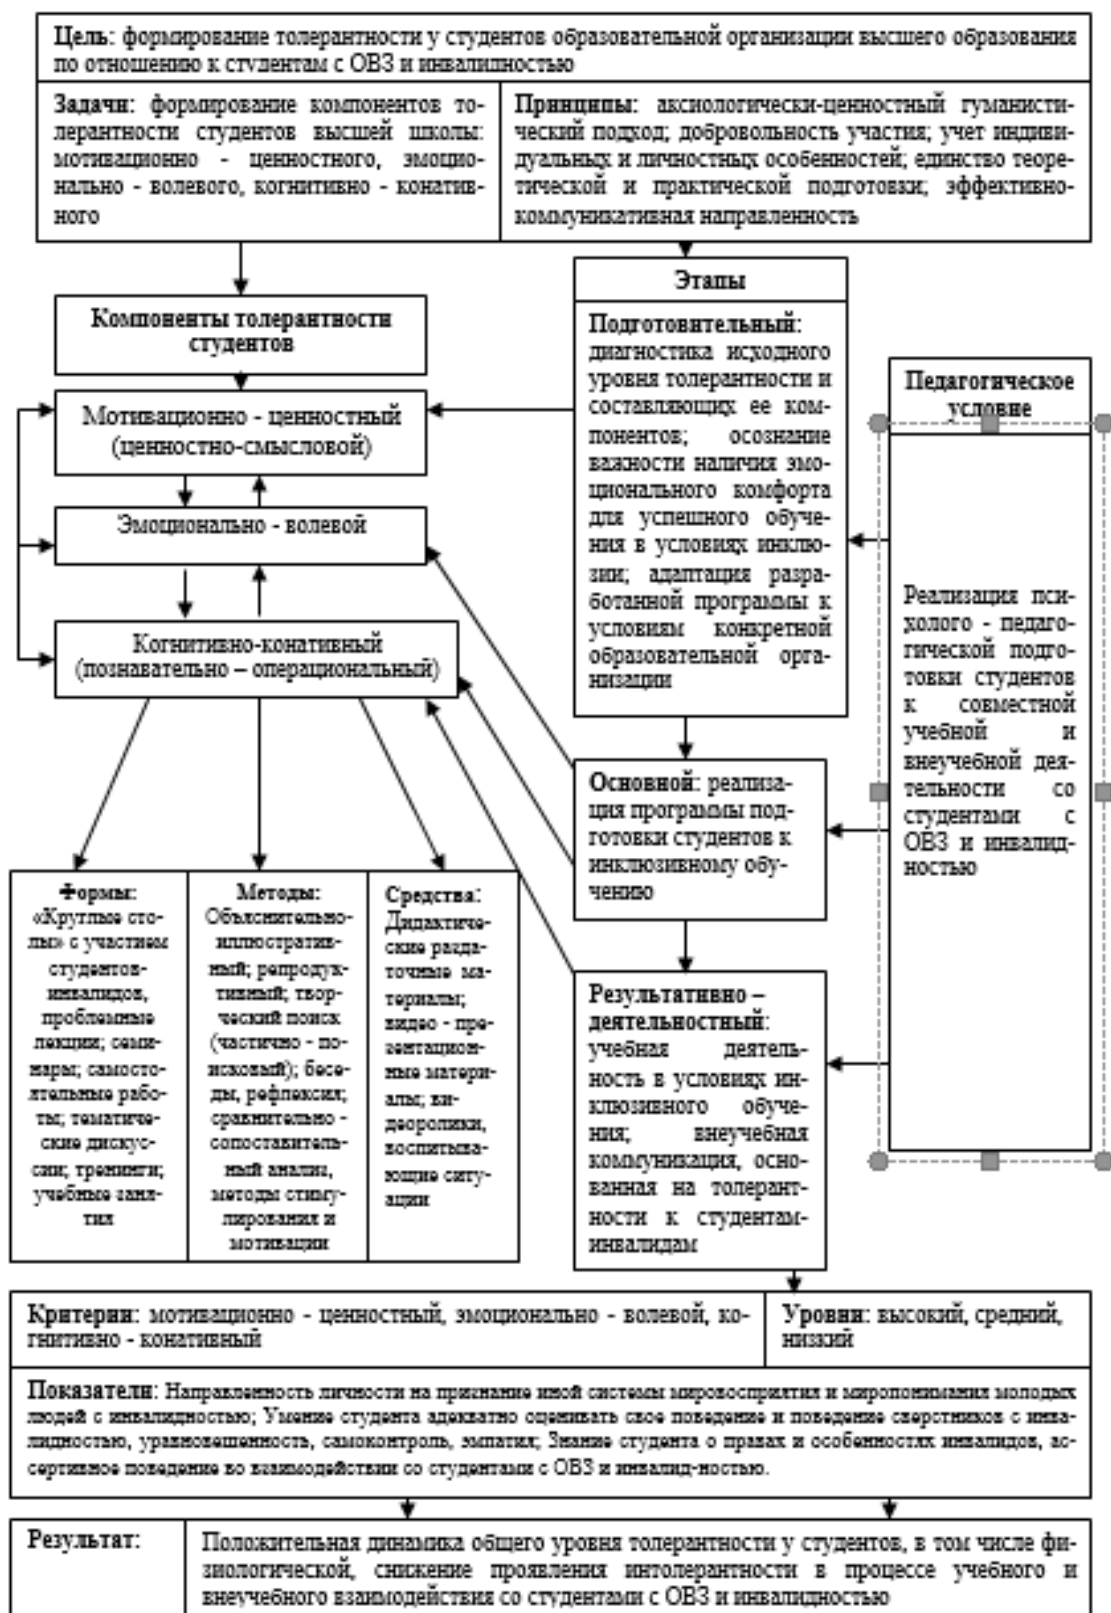 Цель: формирование толерантности у студентов образовательной организации высшего образования
по отношению к студентам с ОВЗ и инвалидностью
Задачи: формирование компонентов то-
лерантности студентов высшей школы:
мотивационно - ценностного, эмоцио-
нально - волевого, когнитивно - конатив-
ного
Принципы: аксиологически-ценностный гуманисти-
ческий подход; добровольность участия; учет индиви-
дуальных и личностных особенностей; единство теоре-
тической и практической подготовки; эффективно-
коммуникативная направленность
Компоненты толерантности
студентов
Мотивационно - ценностный
(ценностно-смысловой)
Эмоционально - волевой
Когнитивно-конативный
(познавательно – операциональный)
Формы:
«Круглые сто-
лы» с участием
студентов-
инвалидов,
проблемные
лекции; семи-
нары; самосто-
ятельные рабо-
ты; тематиче-
ские дискус-
сии; тренинги;
учебные заня-
тия
Методы:
Объяснительно-
иллюстратив-
ный; репродук-
тивный; твор-
ческий поиск
(частично - по-
исковый); бесе-
ды, рефлексия;
сравнительно -
сопоставитель-
ный анализ,
методы стиму-
лирования и
мотивации
Средства:
Дидактиче-
ские разда-
точные ма-
териалы;
видео - пре-
зентацион-
ные матери-
алы; ви-
деоролики,
воспитыва-
ющие ситу-
ации
Этапы
Подготовительный:
диагностика исходного
уровня толерантности и
составляющих ее ком-
понентов; осознание
важности наличия эмо-
ционального комфорта
для успешного обуче-
ния в условиях инклю-
зии; адаптация разра-
ботанной программы к
условиям конкретной
образовательной орга-
низации
Основной: реализа-
ция программы под-
готовки студентов к
инклюзивному обу-
чению
Результативно –
деятельностный:
учебная деятель-
ность в условиях ин-
клюзивного обуче-
ния; внеучебная
коммуникация, осно-
ванная на толерант-
ности к студентам-
инвалидам
Педагогическое
условие
Реализация пси-
холого - педаго-
гической подго-
товки студентов
к совместной
учебной и
внеучебной дея-
тельности со
студентами с
ОВЗ и инвалид-
ностью
Критерии: мотивационно - ценностный, эмоционально - волевой, ко-
гнитивно - конативный
Уровни: высокий, средний,
низкий
Показатели: Направленность личности на признание иной системы мировосприятия и миропонимания молодых
людей с инвалидностью; Умение студента адекватно оценивать свое поведение и поведение сверстников с инва-
лидностью, уравновешенность, самоконтроль, эмпатия; Знание студента о правах и особенностях инвалидов, ас-
сертивное поведение во взаимодействии со студентами с ОВЗ и инвалид-ностью.
Результат:
Положительная динамика общего уровня толерантности у студентов, в том числе фи-
зиологической, снижение проявления интолерантности в процессе учебного и
внеучебного взаимодействия со студентами с ОВЗ и инвалидностью